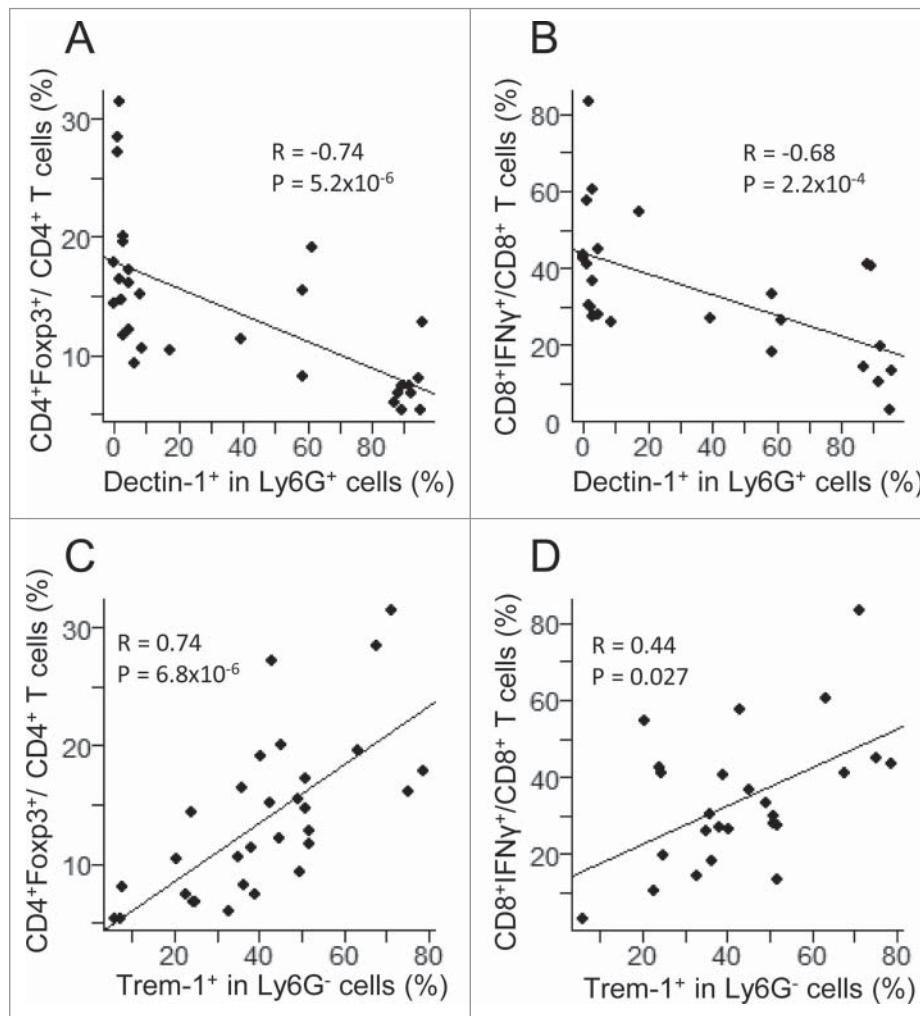 A
CD4⁺Foxp3⁺/ CD4⁺ T cells (%)
30
20
10
R = -0.74
P = 5.2x10⁻⁶
0
20
40
60
80
Dectin-1⁺ in Ly6G⁺ cells (%)
B
CD8⁺IFNγ⁺/CD8⁺ T cells (%)
80
60
40
20
0
R = -0.68
P = 2.2x10⁻⁴
0
20
40
60
80
Dectin-1⁺ in Ly6G⁺ cells (%)
C
CD4⁺Foxp3⁺/ CD4⁺ T cells (%)
30
20
10
R = 0.74
P = 6.8x10⁻⁶
20
40
60
80
Trem-1⁺ in Ly6G⁻ cells (%)
D
CD8⁺IFNγ⁺/CD8⁺ T cells (%)
80
60
40
20
R = 0.44
P = 0.027
20
40
60
80
Trem-1⁺ in Ly6G⁻ cells (%)